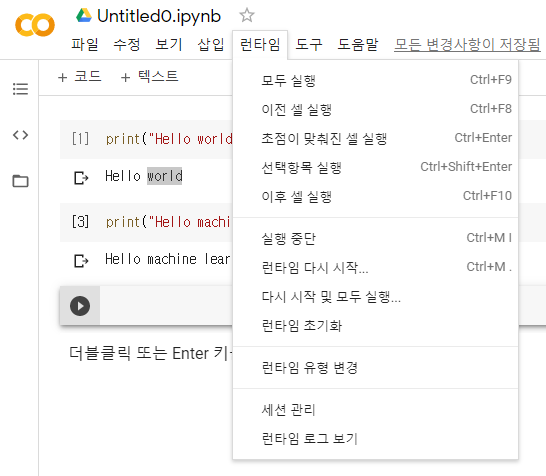 Untitled0.ipynb
파일 수정 보기 삽입 런타임 도구 도움말 모든 변경사항이 저장됨
+ 코드 + 텍스트
모두 실행 Ctrl+F9
이전 셀 실행 Ctrl+F8
초점이 맞춰진 셀 실행 Ctrl+Enter
선택항목 실행 Ctrl+Shift+Enter
이후 셀 실행 Ctrl+F10
실행 중단 Ctrl+M I
런타임 다시 시작... Ctrl+M .
다시 시작 및 모두 실행...
런타임 초기화
런타임 유형 변경
세션 관리
런타임 로그 보기
[1] print("Hello world
Hello world
[3] print("Hello machi
Hello machine lear
더블클릭 또는 Enter 키